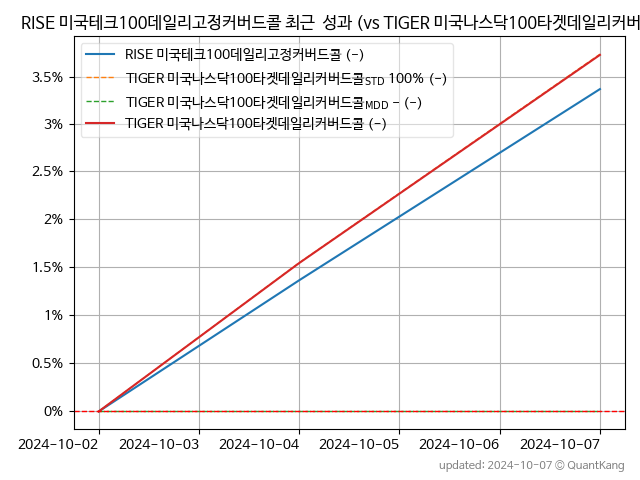 RISE 미국테크100데일리고정커버드콜 최근 성과 (vs TIGER 미국나스닥100타겟데일리커버
RISE 미국테크100데일리고정커버드콜 (-)
TIGER 미국나스닥100타겟데일리커버드콜STD 100% (-)
TIGER 미국나스닥100타겟데일리커버드콜MDD - (-)
TIGER 미국나스닥100타겟데일리커버드콜 (-)
3.5%
3%
2.5%
2%
1.5%
1%
0.5%
0%
2024-10-02 2024-10-03 2024-10-04 2024-10-05 2024-10-06 2024-10-07
updated: 2024-10-07 © QuantKang